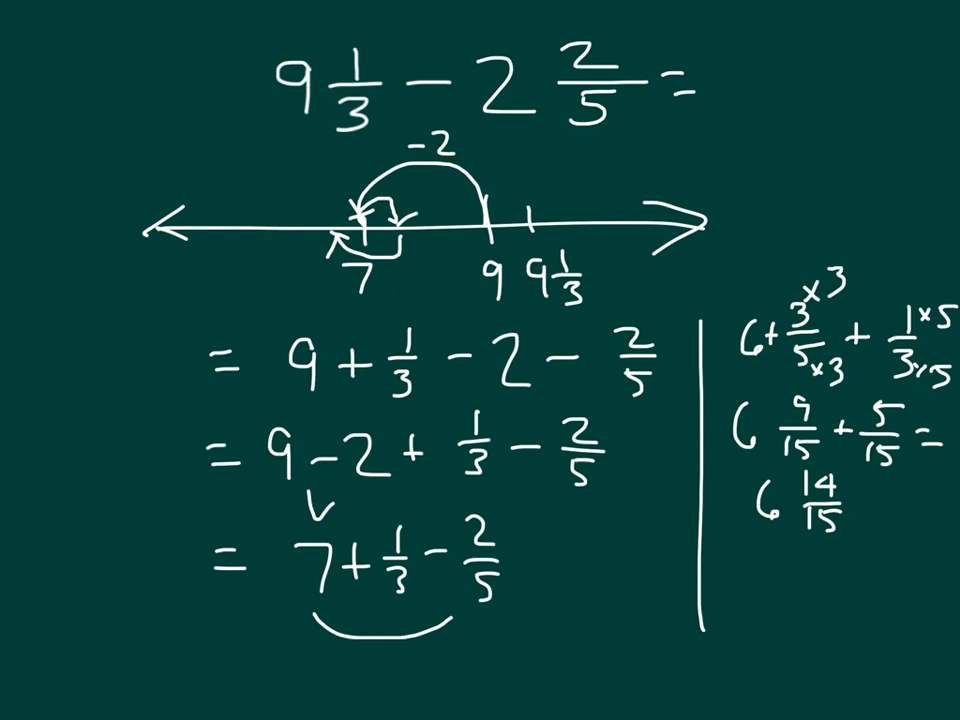 9 1/3 − 2 2/5 =
−2
7 9 9 1/3
= 9 + 1/3 − 2 − 2/5
= 9 − 2 + 1/3 − 2/5
= 7 + 1/3 − 2/5
6 + 3×3/5×3 + 1×5/3×5
6 9/15 + 5/15 =
6 14/15